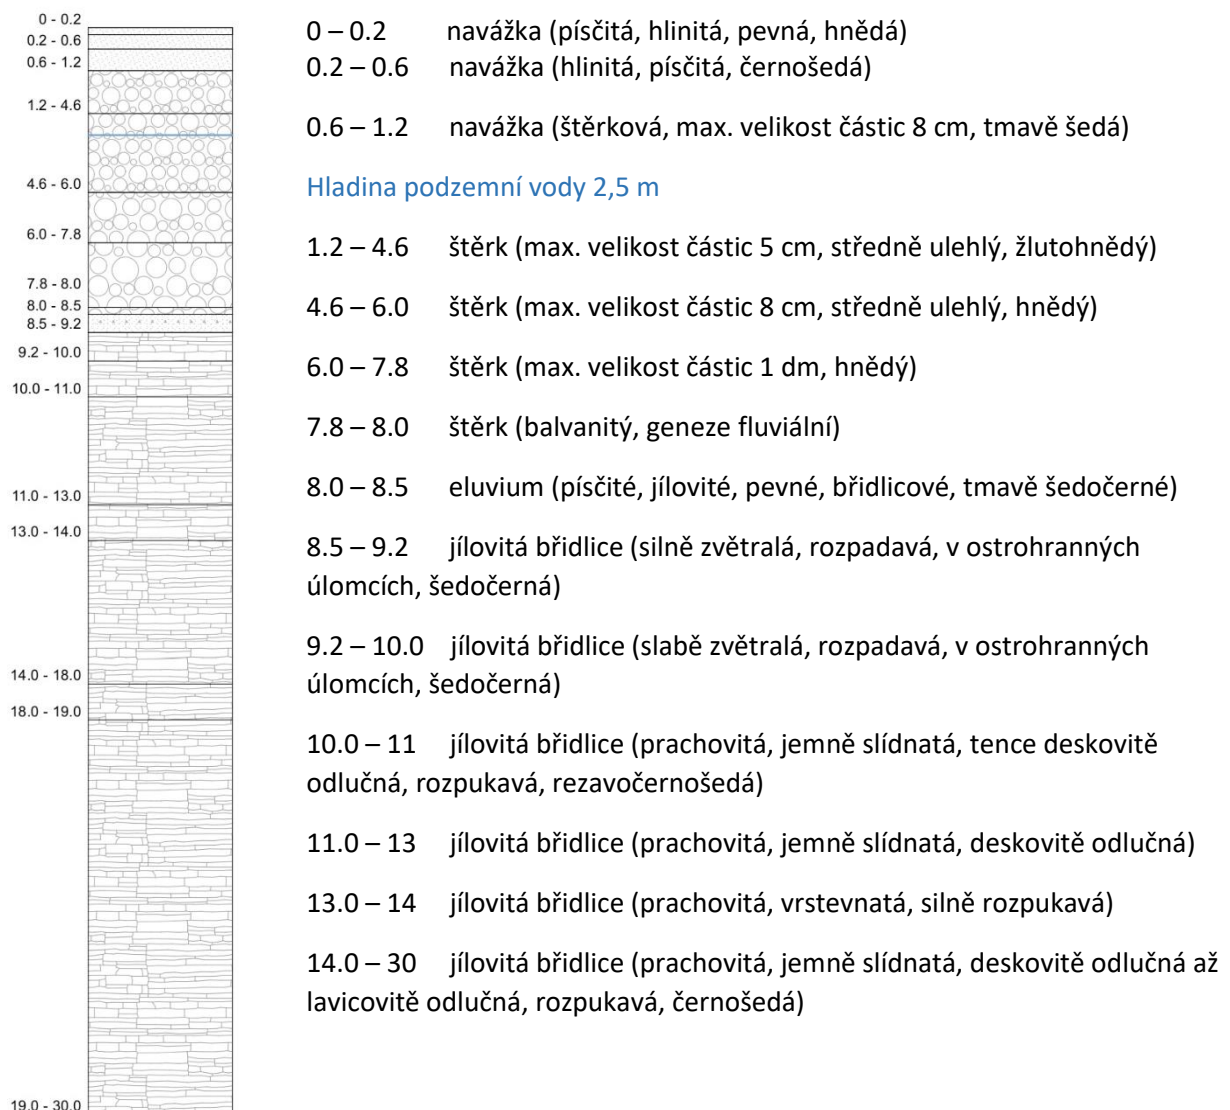 0 - 0.2
0.2 - 0.6
0.6 - 1.2
1.2 - 4.6
4.6 - 6.0
6.0 - 7.8
7.8 - 8.0
8.0 - 8.5
8.5 - 9.2
9.2 - 10.0
10.0 - 11.0
11.0 - 13.0
13.0 - 14.0
14.0 - 18.0
18.0 - 19.0
19.0 - 30.0
0 – 0.2 navážka (písčitá, hlinitá, pevná, hnědá)
0.2 – 0.6 navážka (hlinitá, písčitá, černošedá)
0.6 – 1.2 navážka (štěrková, max. velikost částic 8 cm, tmavě šedá)
Hladina podzemní vody 2,5 m
1.2 – 4.6 štěrk (max. velikost částic 5 cm, středně ulehlý, žlutohnědý)
4.6 – 6.0 štěrk (max. velikost částic 8 cm, středně ulehlý, hnědý)
6.0 – 7.8 štěrk (max. velikost částic 1 dm, hnědý)
7.8 – 8.0 štěrk (balvanitý, geneze fluviální)
8.0 – 8.5 eluvium (písčité, jílovité, pevné, břidlicové, tmavě šedočerné)
8.5 – 9.2 jílovitá břidlice (silně zvětralá, rozpadavá, v ostrohranných
úlomcích, šedočerná)
9.2 – 10.0 jílovitá břidlice (slabě zvětralá, rozpadavá, v ostrohranných
úlomcích, šedočerná)
10.0 – 11 jílovitá břidlice (prachovitá, jemně slídnatá, tence deskovitě
odlučná, rozpukavá, rezavočernošedá)
11.0 – 13 jílovitá břidlice (prachovitá, jemně slídnatá, deskovitě odlučná)
13.0 – 14 jílovitá břidlice (prachovitá, vrstevnatá, silně rozpukavá)
14.0 – 30 jílovitá břidlice (prachovitá, jemně slídnatá, deskovitě odlučná až
lavicovitě odlučná, rozpukavá, černošedá)